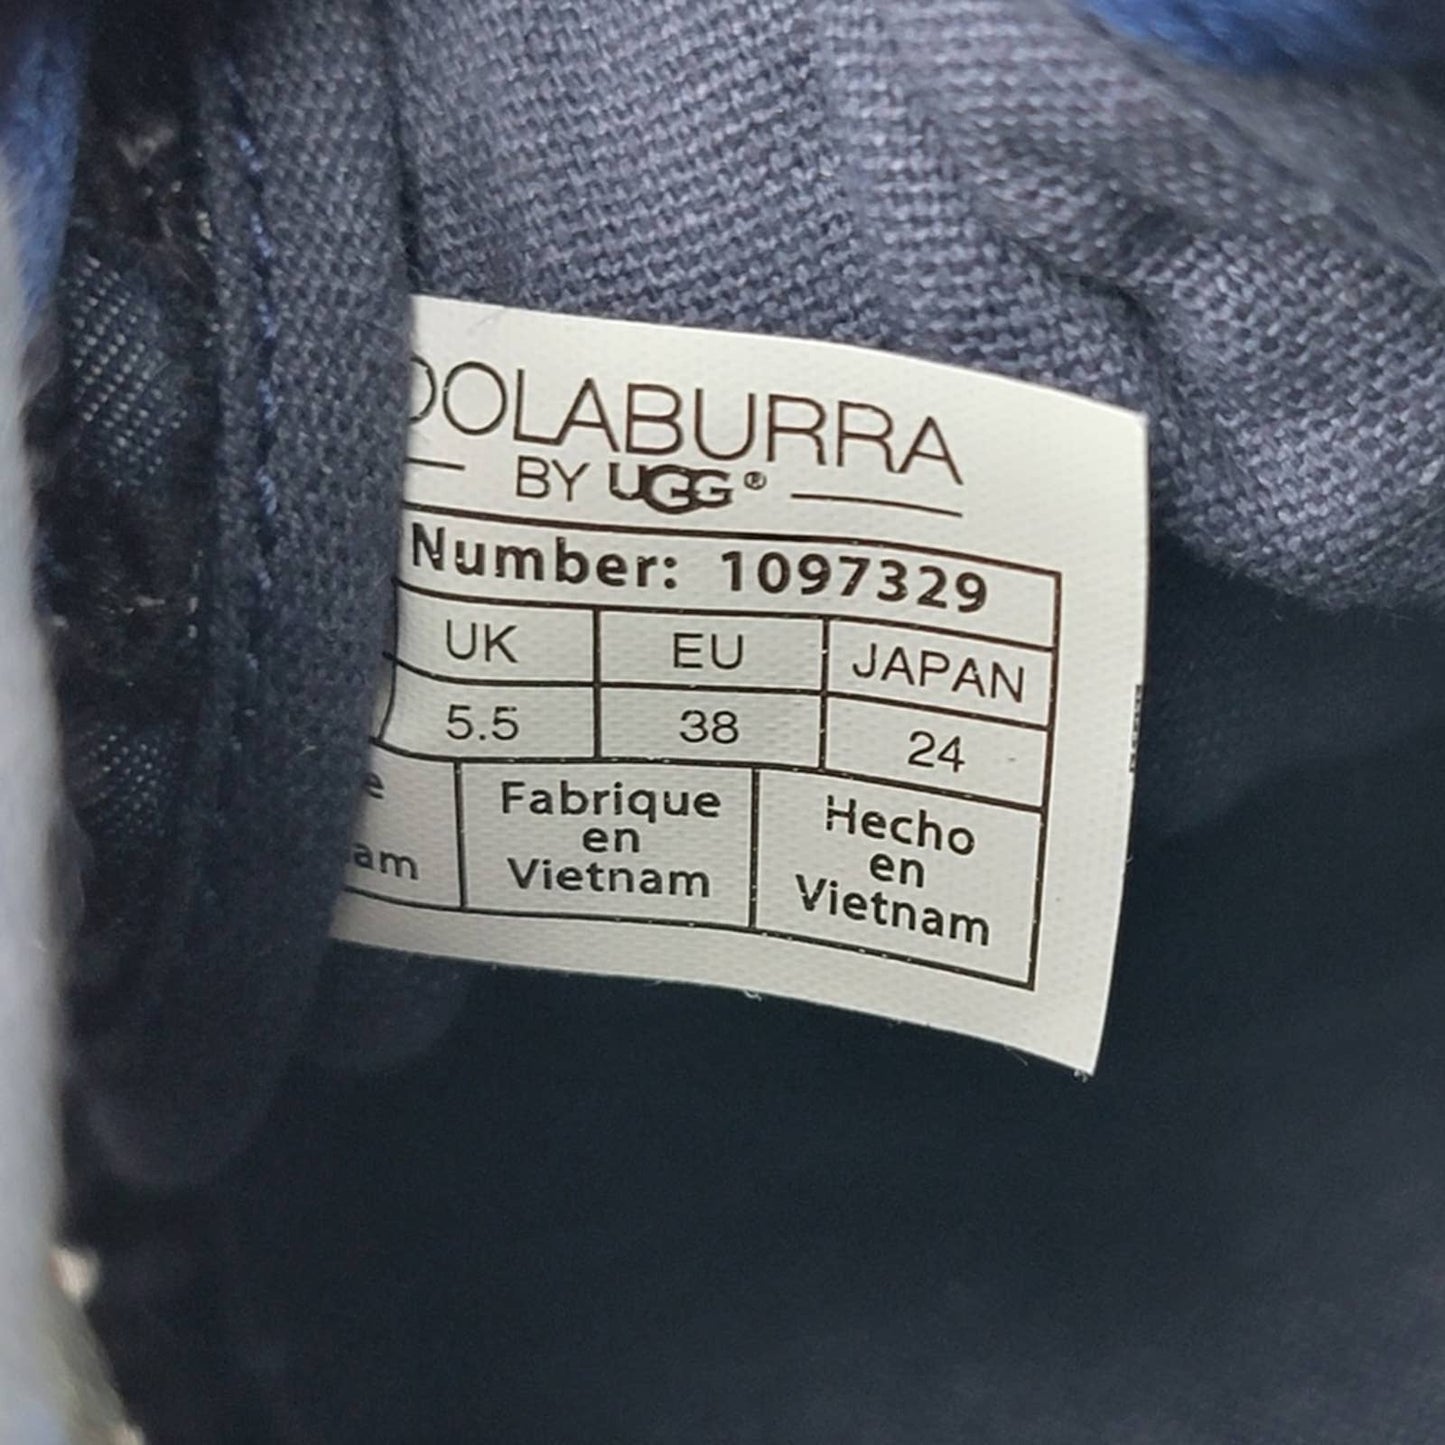 OOLABURRA
BY UGG®
Number: 1097329
UK EU JAPAN
5.5 38 24
Fabrique
en
Vietnam
Hecho
en
Vietnam